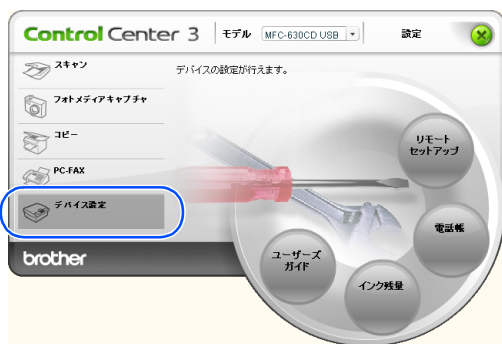 Control Center 3
モデル
MFC-630CD USB
設定
スキャン
フォトメディアキャプチャ
コピー
PC-FAX
デバイス設定
brother
デバイスの設定が行えます。
リモート
セットアップ
電話帳
インク残量
ユーザーズ
ガイド